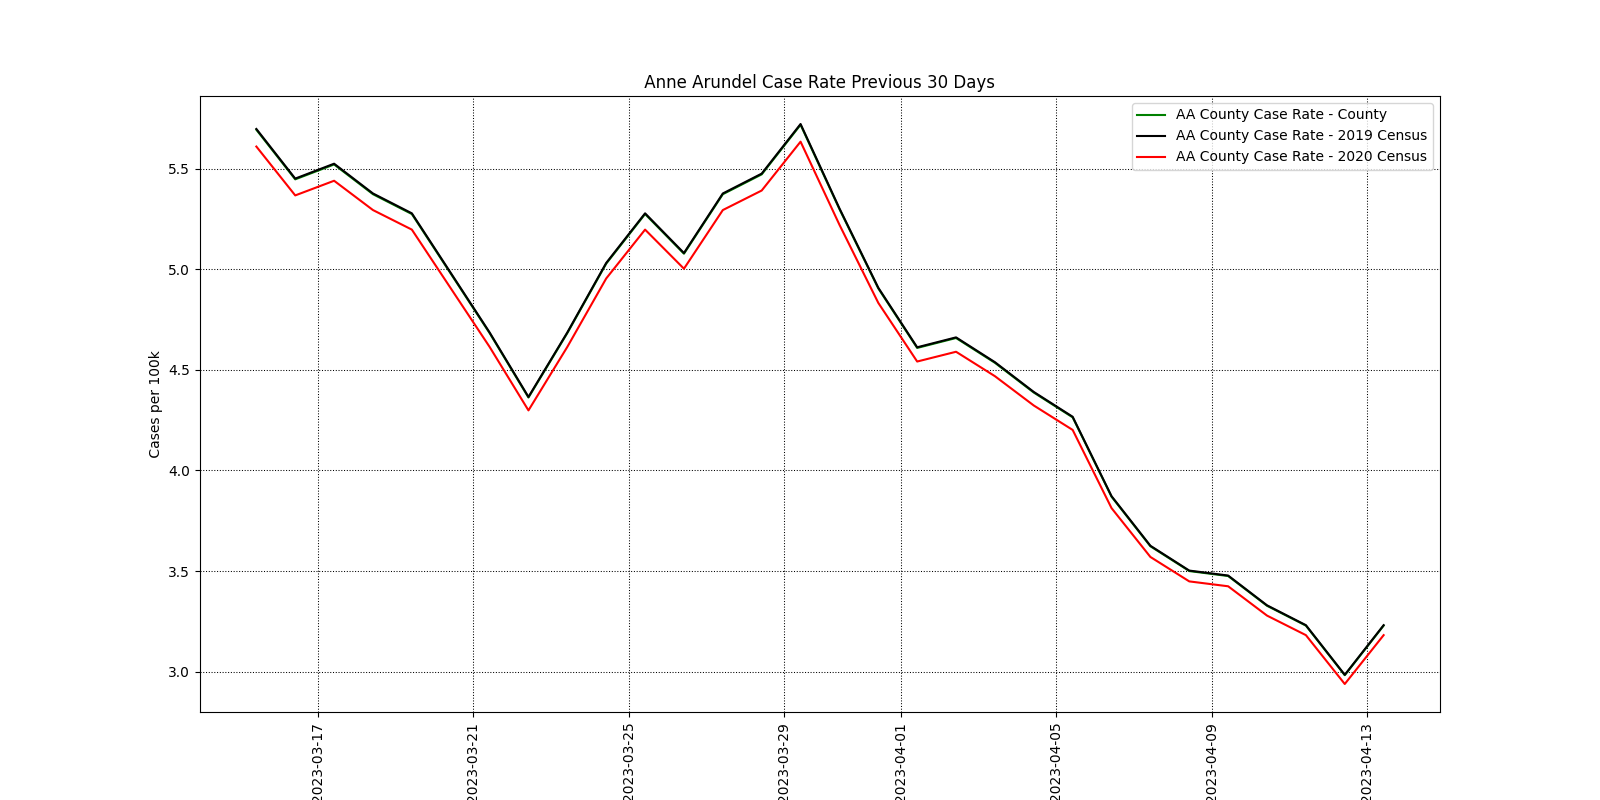 Anne Arundel Case Rate Previous 30 Days
AA County Case Rate - County
AA County Case Rate - 2019 Census
AA County Case Rate - 2020 Census
Cases per 100k
5.5
5.0
4.5
4.0
3.5
3.0
2023-03-17
2023-03-21
2023-03-25
2023-03-29
2023-04-01
2023-04-05
2023-04-09
2023-04-13